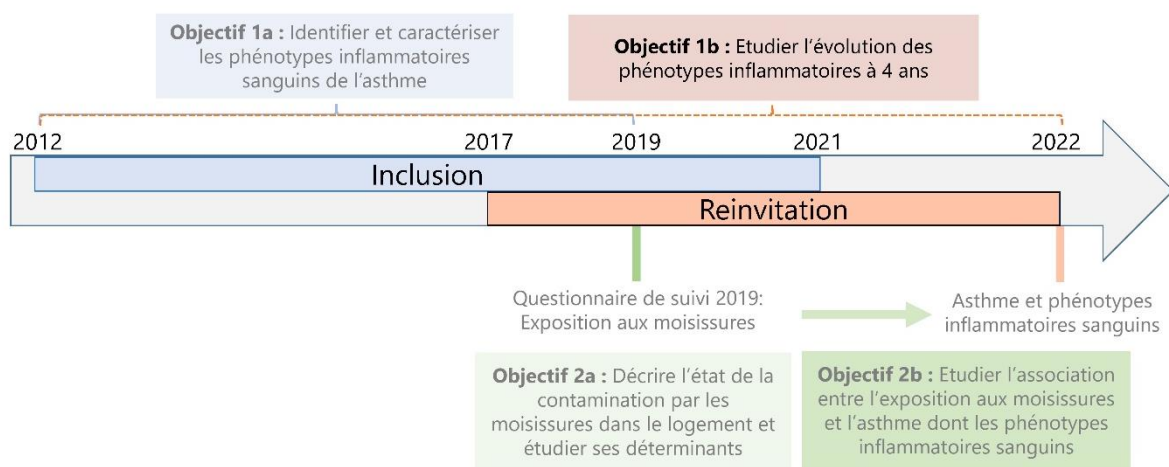 Objectif 1a : Identifier et caractériser
les phénotypes inflammatoires
sanguins de l'asthme
Objectif 1b : Etudier l'évolution des
phénotypes inflammatoires à 4 ans
2012 2017 2019 2021 2022
Inclusion
Reinvitation
Questionnaire de suivi 2019:
Exposition aux moisissures
Asthme et phénotypes
inflammatoires sanguins
Objectif 2a : Décrire l'état de la
contamination par les
moisissures dans le logement et
étudier ses déterminants
Objectif 2b : Etudier l'association
entre l'exposition aux moisissures
et l'asthme dont les phénotypes
inflammatoires sanguins